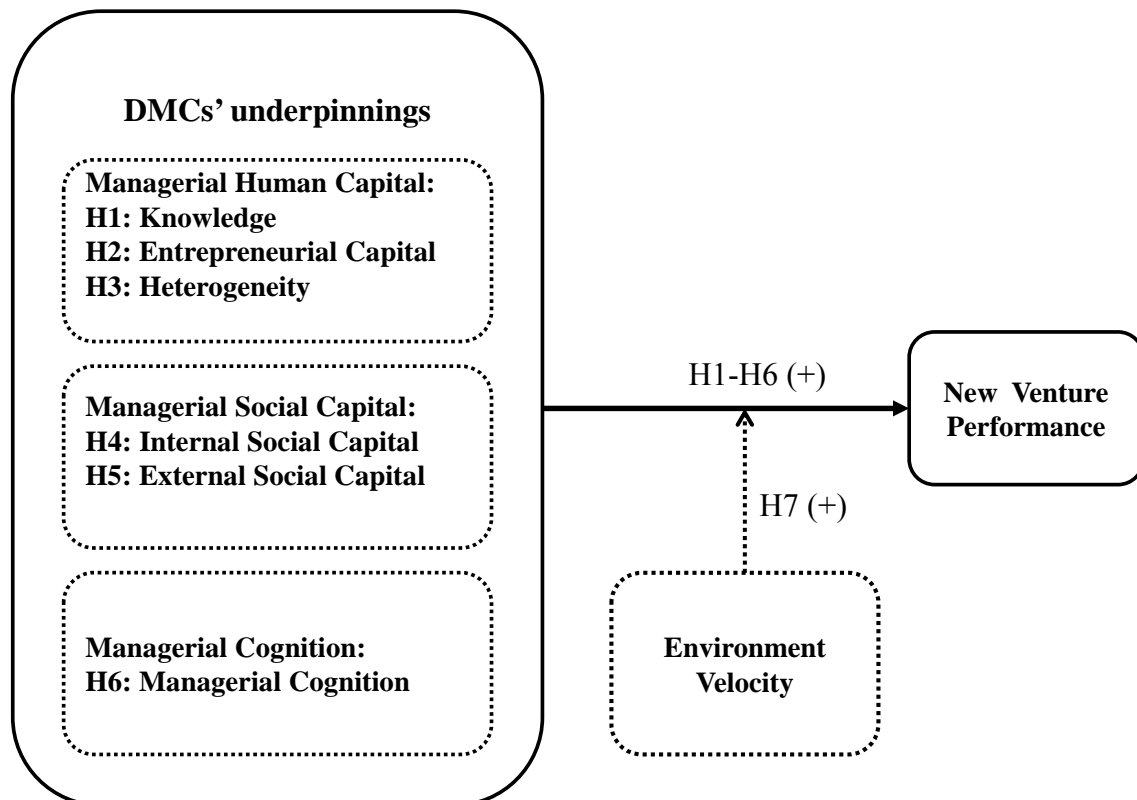 DMCs' underpinnings
Managerial Human Capital:
H1: Knowledge
H2: Entrepreneurial Capital
H3: Heterogeneity
Managerial Social Capital:
H4: Internal Social Capital
H5: External Social Capital
Managerial Cognition:
H6: Managerial Cognition
H1-H6 (+)
H7 (+)
Environment
Velocity
New Venture
Performance